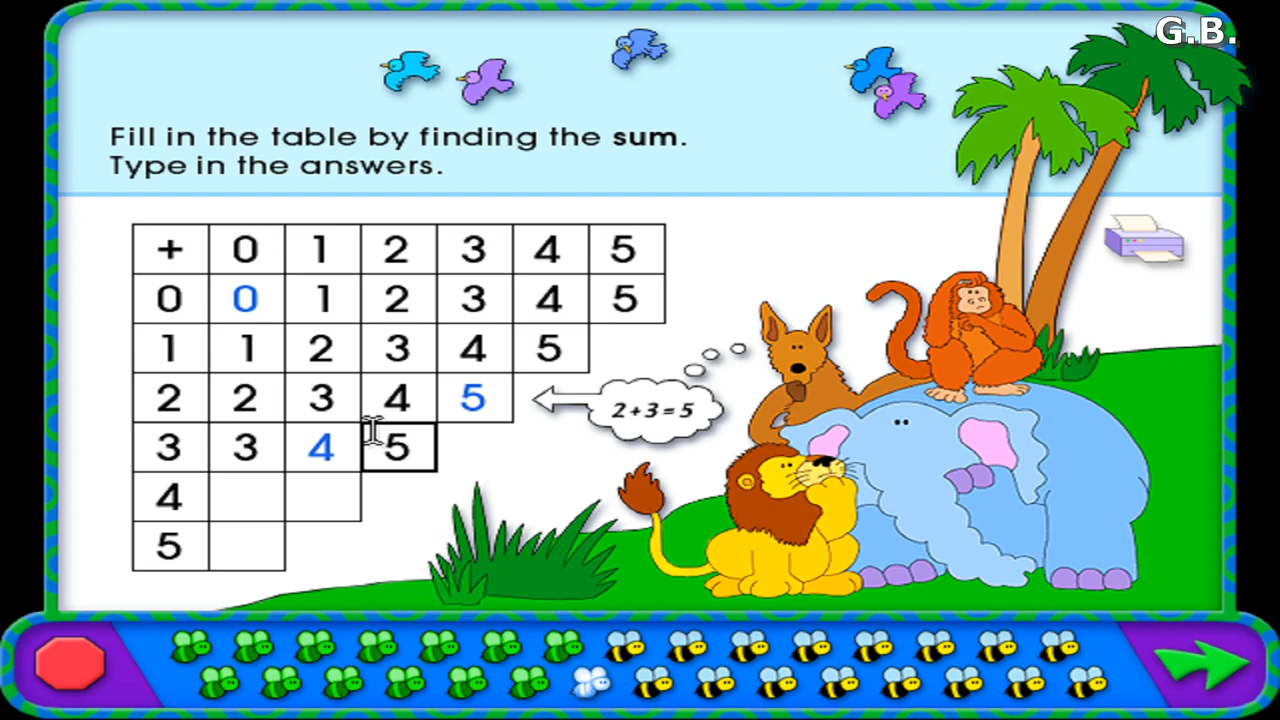 G.B.
Fill in the table by finding the sum.
Type in the answers.
+ 0 1 2 3 4 5
0 0 1 2 3 4 5
1 1 2 3 4 5
2 2 3 4 5
2+3=5
3 3 4 5
4
5